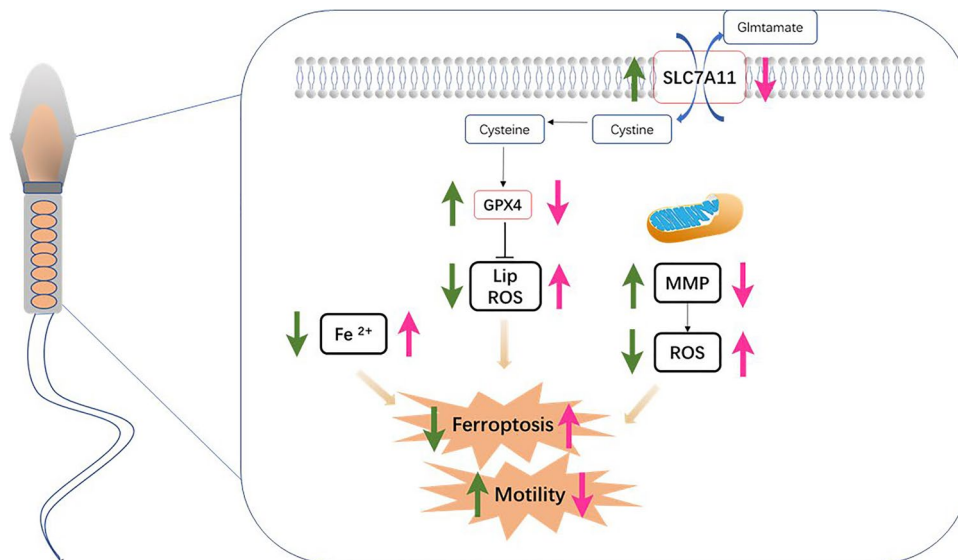 Glmtamate
SLC7A11
Cysteine
Cystine
GPX4
Lip
ROS
MMP
Fe 2+
ROS
Ferroptosis
Motility